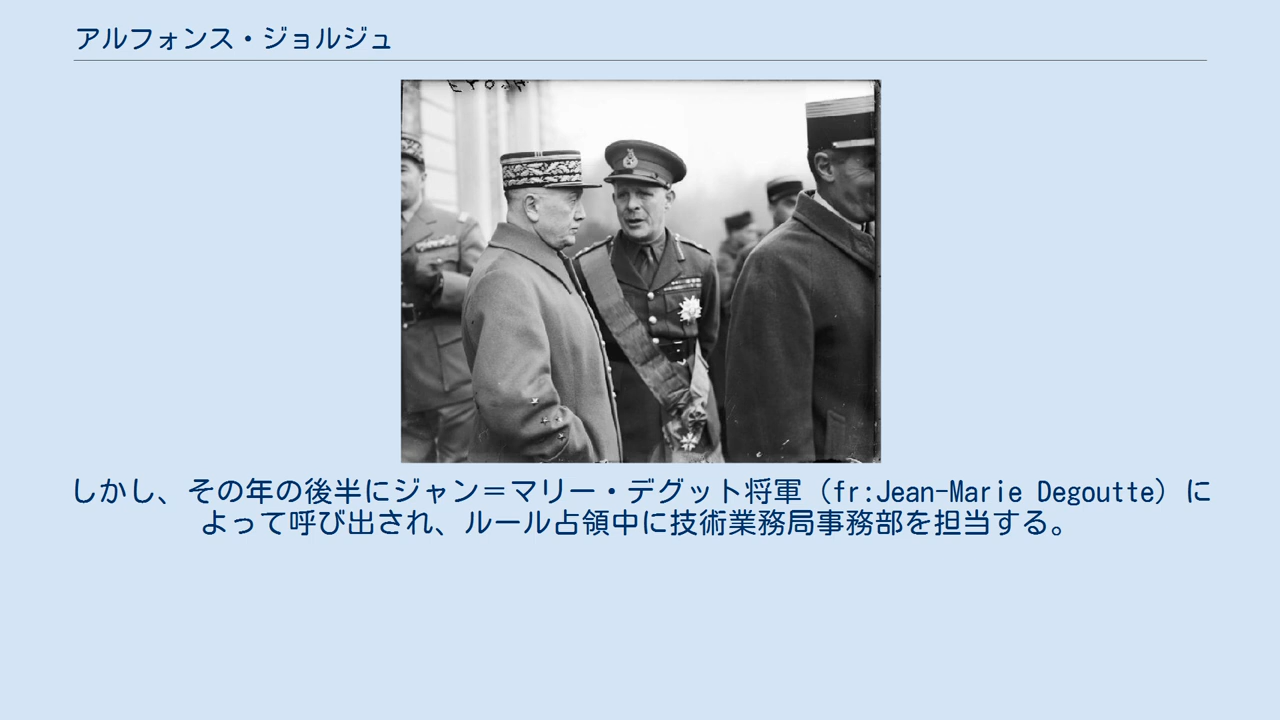 アルフォンス・ジョルジュ
しかし、その年の後半にジャン＝マリー・デグット将軍（fr:Jean-Marie Degoutte）に
よって呼び出され、ルール占領中に技術業務局事務部を担当する。